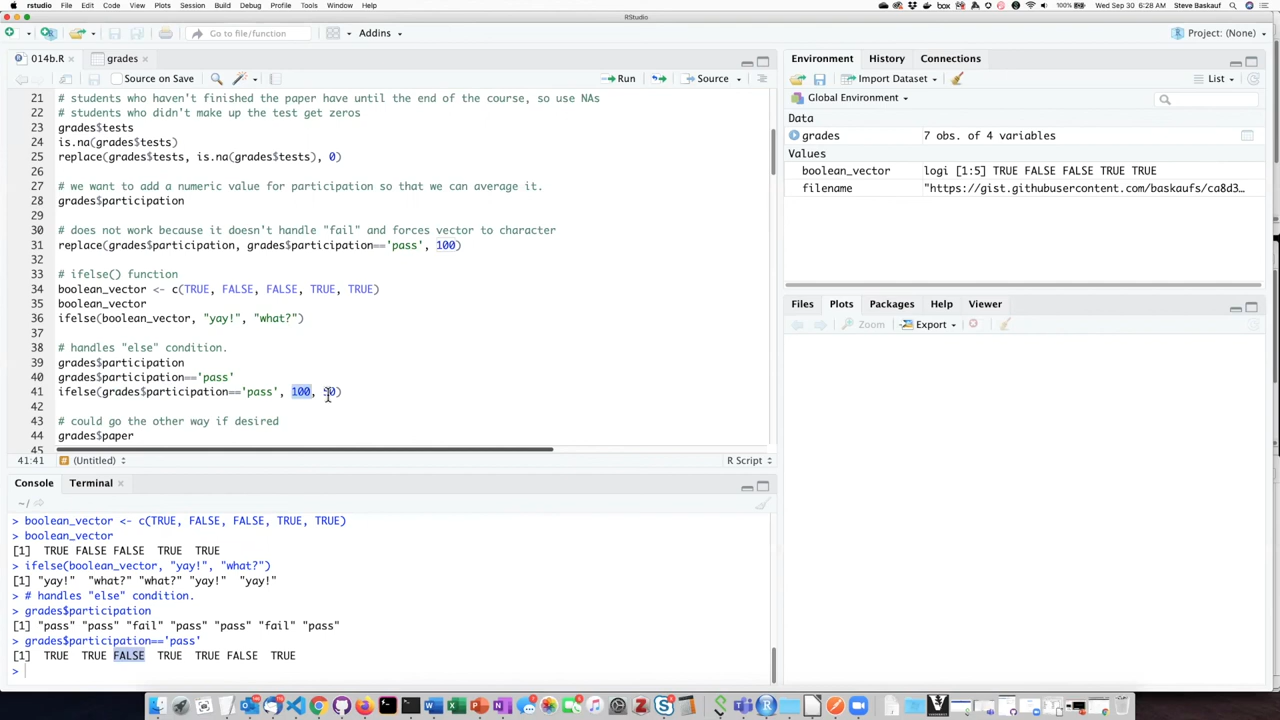 rstudio File Edit Code View Plots Session Build Debug Profile Tools Window Help 100% Wed Sep 30 6:28 AM Steve Baskauf
RStudio
Go to file/function Addins Project: (None)
014b.R grades
Source on Save Run Source
21 # students who haven't finished the paper have until the end of the course, so use NAs
22 # students who didn't make up the test get zeros
23 grades$tests
24 is.na(grades$tests)
25 replace(grades$tests, is.na(grades$tests), 0)
26
27 # we want to add a numeric value for participation so that we can average it.
28 grades$participation
29
30 # does not work because it doesn't handle "fail" and forces vector to character
31 replace(grades$participation, grades$participation=='pass', 100)
32
33 # ifelse() function
34 boolean_vector <- c(TRUE, FALSE, FALSE, TRUE, TRUE)
35 boolean_vector
36 ifelse(boolean_vector, "yay!", "what?")
37
38 # handles "else" condition.
39 grades$participation
40 grades$participation=='pass'
41 ifelse(grades$participation=='pass', 100, 50)
42
43 # could go the other way if desired
44 grades$paper
45
41:41 (Untitled) R Script
Console Terminal
~/
> boolean_vector <- c(TRUE, FALSE, FALSE, TRUE, TRUE)
> boolean_vector
[1] TRUE FALSE FALSE TRUE TRUE
> ifelse(boolean_vector, "yay!", "what?")
[1] "yay!" "what?" "what?" "yay!" "yay!"
> # handles "else" condition.
> grades$participation
[1] "pass" "pass" "fail" "pass" "pass" "fail" "pass"
> grades$participation=='pass'
[1] TRUE TRUE FALSE TRUE TRUE FALSE TRUE
>
Environment History Connections
Import Dataset List
Global Environment
Data
grades 7 obs. of 4 variables
Values
boolean_vector logi [1:5] TRUE FALSE FALSE TRUE TRUE
filename "https://gist.githubusercontent.com/baskaufs/ca8d3…
Files Plots Packages Help Viewer
Zoom Export